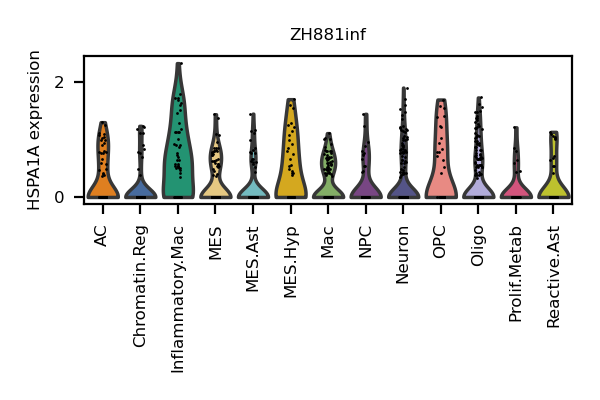 ZH881inf
HSPA1A expression
2
0
AC
Chromatin.Reg
Inflammatory.Mac
MES
MES.Ast
MES.Hyp
Mac
NPC
Neuron
OPC
Oligo
Prolif.Metab
Reactive.Ast